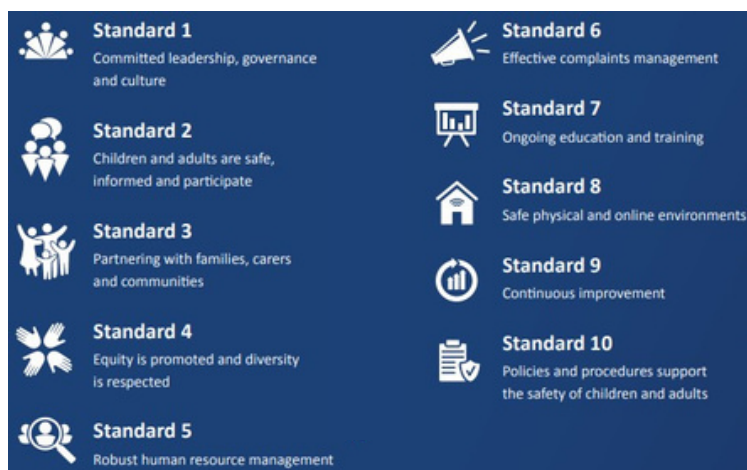 Standard 1
Committed leadership, governance
and culture
Standard 2
Children and adults are safe,
informed and participate
Standard 3
Partnering with families, carers
and communities
Standard 4
Equity is promoted and diversity
is respected
Standard 5
Robust human resource management
Standard 6
Effective complaints management
Standard 7
Ongoing education and training
Standard 8
Safe physical and online environments
Standard 9
Continuous improvement
Standard 10
Policies and procedures support
the safety of children and adults